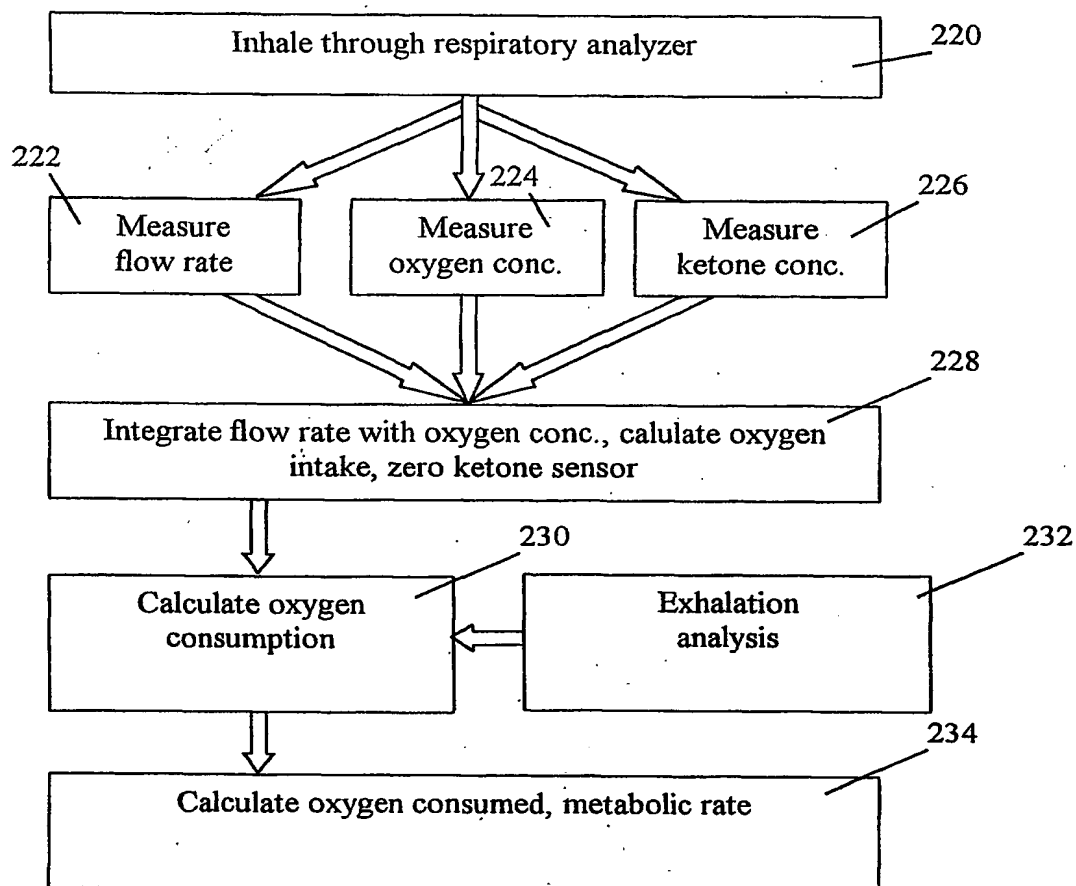 Inhale through respiratory analyzer
220
222
224
226
Measure
flow rate
Measure
oxygen conc.
Measure
ketone conc.
228
Integrate flow rate with oxygen conc., calulate oxygen
intake, zero ketone sensor
230
232
Calculate oxygen
consumption
Exhalation
analysis
234
Calculate oxygen consumed, metabolic rate